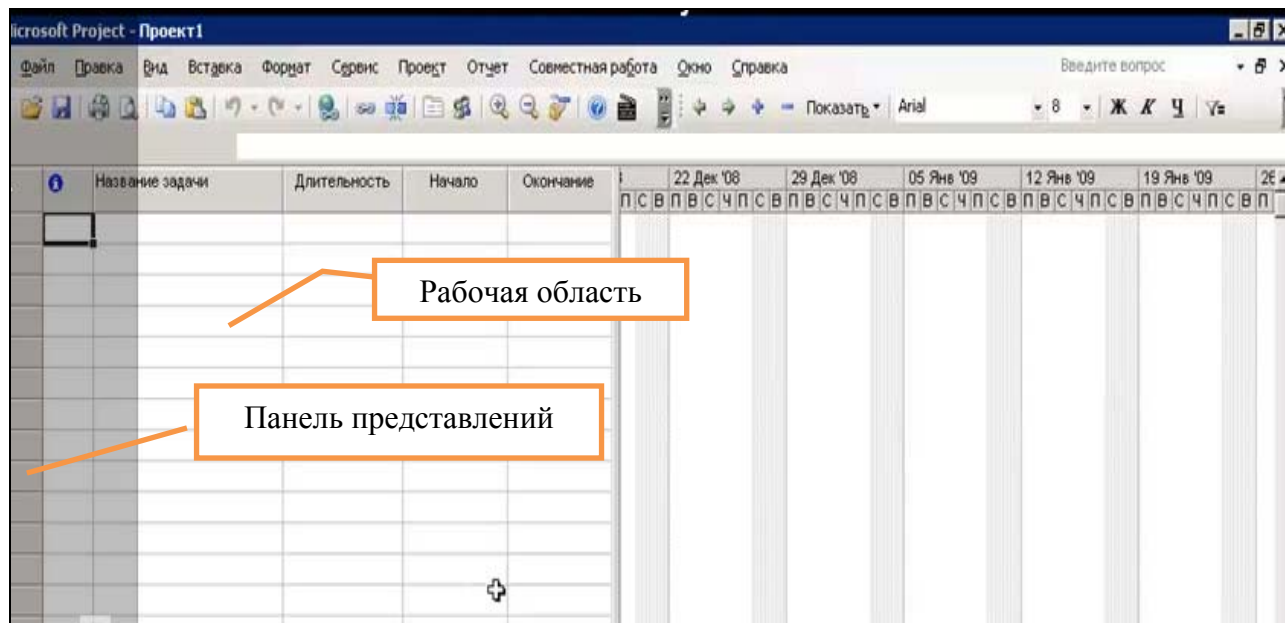 icrosoft Project - Проект1
Файл Правка Вид Вставка Формат Сервис Проект Отчет Совместная работа Окно Справка Введите вопрос
Показать Arial 8 Ж К Ч
Название задачи Длительность Начало Окончание 22 Дек '08 29 Дек '08 05 Янв '09 12 Янв '09 19 Янв '09 26
П С В П В С Ч П С В П В С Ч П С В П В С Ч П С В П В С Ч П С В П В С Ч П С В П
Рабочая область
Панель представлений